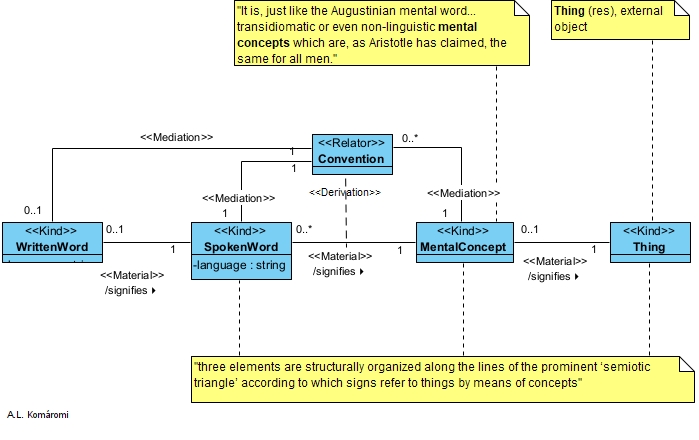 "It is, just like the Augustinian mental word...
transidiomatic or even non-linguistic mental
concepts which are, as Aristotle has claimed, the
same for all men."
Thing (res), external
object
<<Mediation>>
1
1
<<Relator>>
Convention
0..*
<<Mediation>>
<<Derivation>>
<<Mediation>>
0..1
1
1
<<Kind>>
WrittenWord
0..1
1
<<Material>>
/signifies
<<Kind>>
SpokenWord
-language : string
0..*
1
<<Material>>
/signifies
<<Kind>>
MentalConcept
0..1
1
<<Material>>
/signifies
<<Kind>>
Thing
"three elements are structurally organized along the lines of the prominent ‘semiotic
triangle’ according to which signs refer to things by means of concepts"
A.L. Komáromi